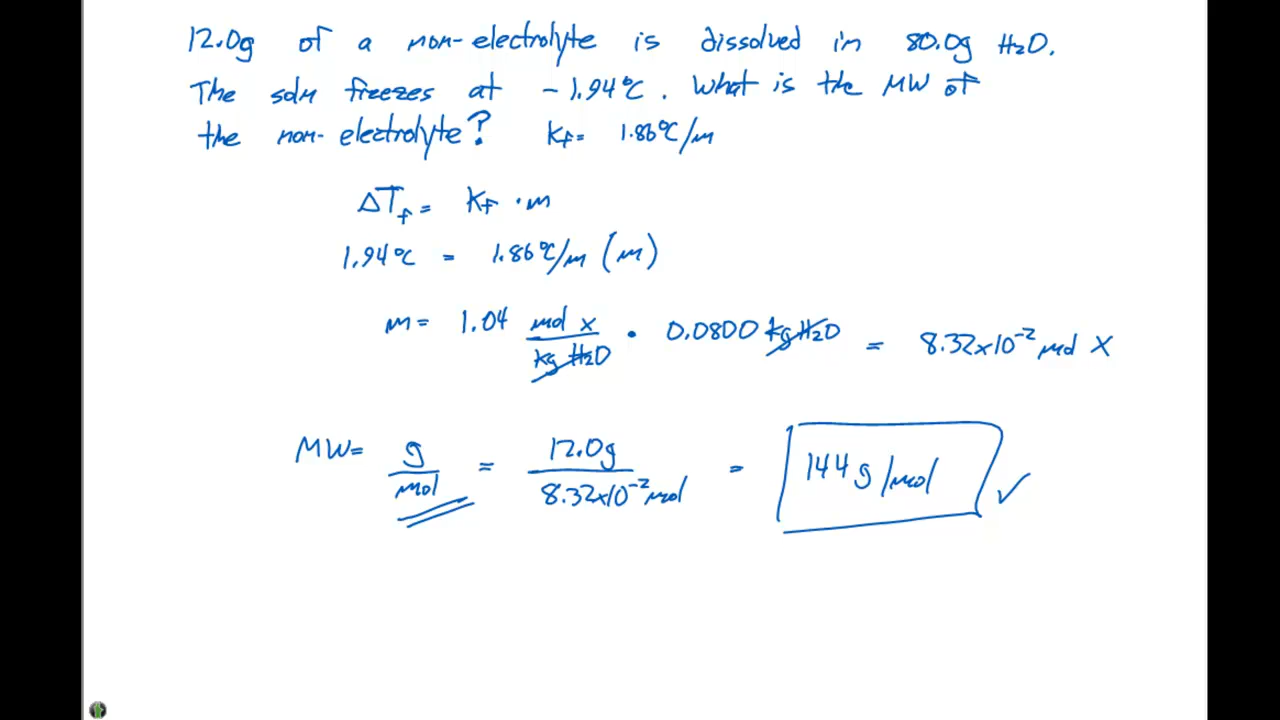 12.0g of a non-electrolyte is dissolved in 80.0g H₂O.
The soln freezes at -1.94°C. What is the MW of
the non-electrolyte? Kf= 1.86°C/m
ΔTf = Kf · m
1.94°C = 1.86°C/m (m)
m = 1.04 mol X / kg H₂O · 0.0800 kg H₂O = 8.32x10⁻² mol X
MW= g / mol = 12.0g / 8.32x10⁻² mol = 144 g/mol ✓